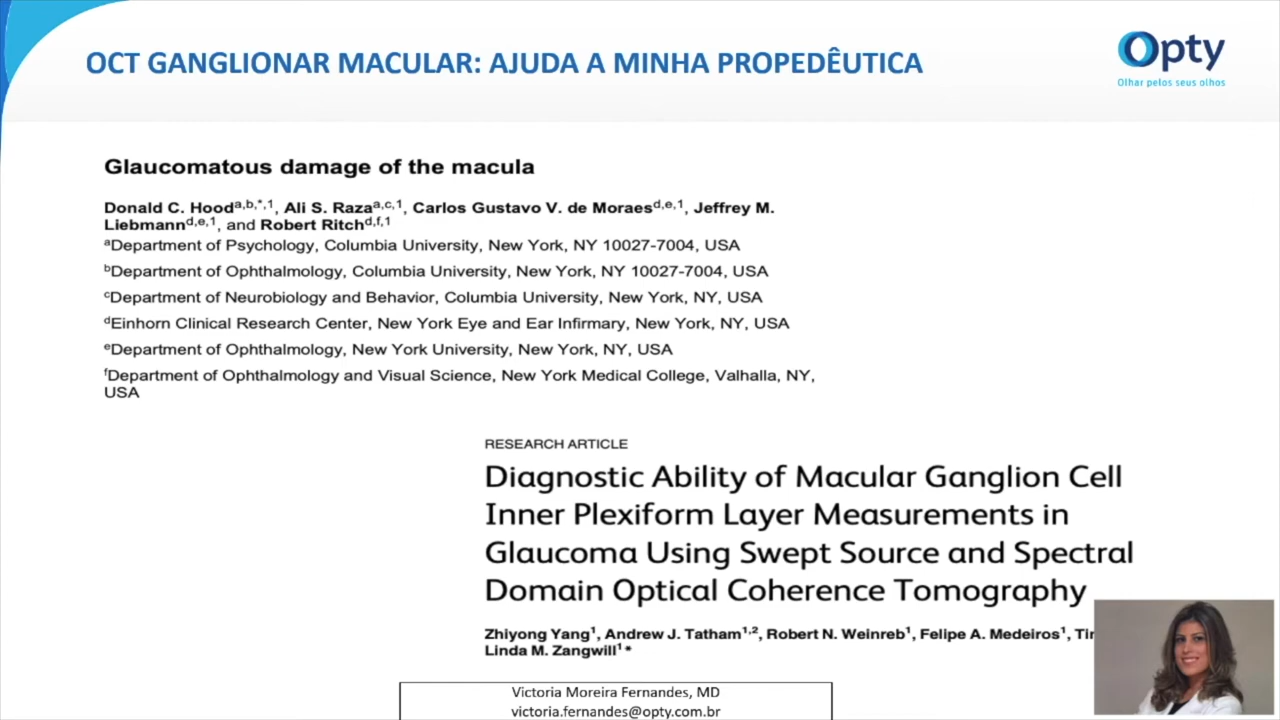 OCT GANGLIONAR MACULAR: AJUDA A MINHA PROPEDÊUTICA
Opty
Olhar pelos seus olhos
Glaucomatous damage of the macula
Donald C. Hooda,b,*,1, Ali S. Razaa,c,1, Carlos Gustavo V. de Moraesd,e,1, Jeffrey M.
Liebmannd,e,1, and Robert Ritchd,f,1
aDepartment of Psychology, Columbia University, New York, NY 10027-7004, USA
bDepartment of Ophthalmology, Columbia University, New York, NY 10027-7004, USA
cDepartment of Neurobiology and Behavior, Columbia University, New York, NY, USA
dEinhorn Clinical Research Center, New York Eye and Ear Infirmary, New York, NY, USA
eDepartment of Ophthalmology, New York University, New York, NY, USA
fDepartment of Ophthalmology and Visual Science, New York Medical College, Valhalla, NY,
USA
RESEARCH ARTICLE
Diagnostic Ability of Macular Ganglion Cell
Inner Plexiform Layer Measurements in
Glaucoma Using Swept Source and Spectral
Domain Optical Coherence Tomography
Zhiyong Yang1, Andrew J. Tatham1,2, Robert N. Weinreb1, Felipe A. Medeiros1,
Linda M. Zangwill1*
Victoria Moreira Fernandes, MD
victoria.fernandes@opty.com.br